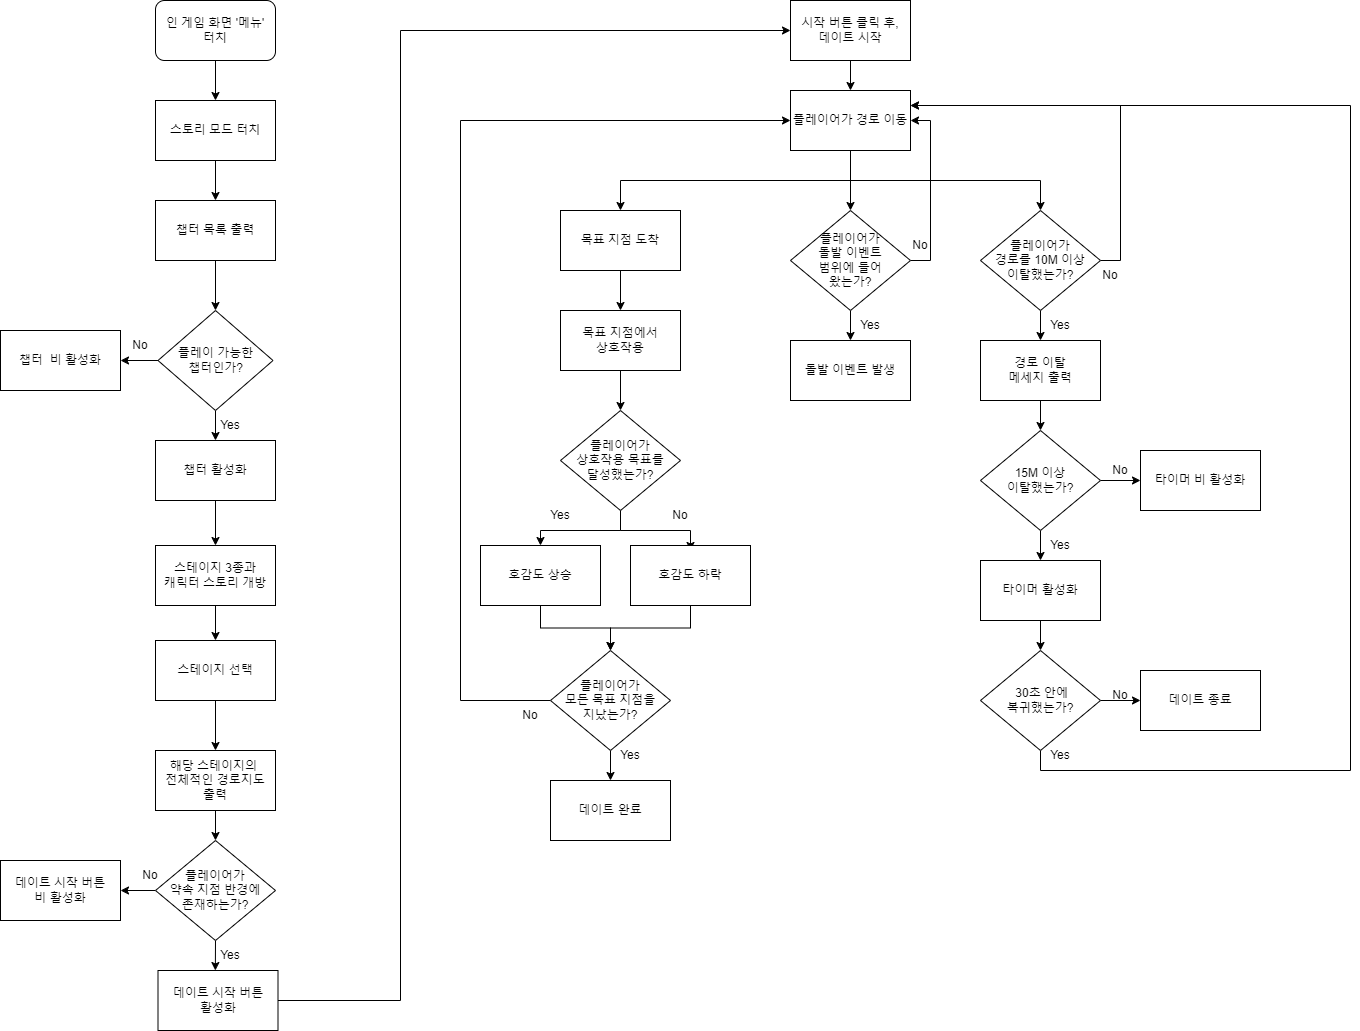 인 게임 화면 '메뉴'
터치
스토리 모드 터치
챕터 목록 출력
플레이 가능한
챕터인가?
No
챕터 비 활성화
Yes
챕터 활성화
스테이지 3종과
캐릭터 스토리 개방
스테이지 선택
해당 스테이지의
전체적인 경로지도
출력
플레이어가
약속 지점 반경에
존재하는가?
No
데이트 시작 버튼
비 활성화
Yes
데이트 시작 버튼
활성화
시작 버튼 클릭 후,
데이트 시작
플레이어가 경로 이동
목표 지점 도착
목표 지점에서
상호작용
플레이어가
상호작용 목표를
달성했는가?
Yes
No
호감도 상승
호감도 하락
플레이어가
모든 목표 지점을
지났는가?
No
Yes
데이트 완료
플레이어가
돌발 이벤트
범위에 들어
왔는가?
No
Yes
돌발 이벤트 발생
플레이어가
경로를 10M 이상
이탈했는가?
No
Yes
경로 이탈
메세지 출력
15M 이상
이탈했는가?
No
타이머 비 활성화
Yes
타이머 활성화
30초 안에
복귀했는가?
No
데이트 종료
Yes